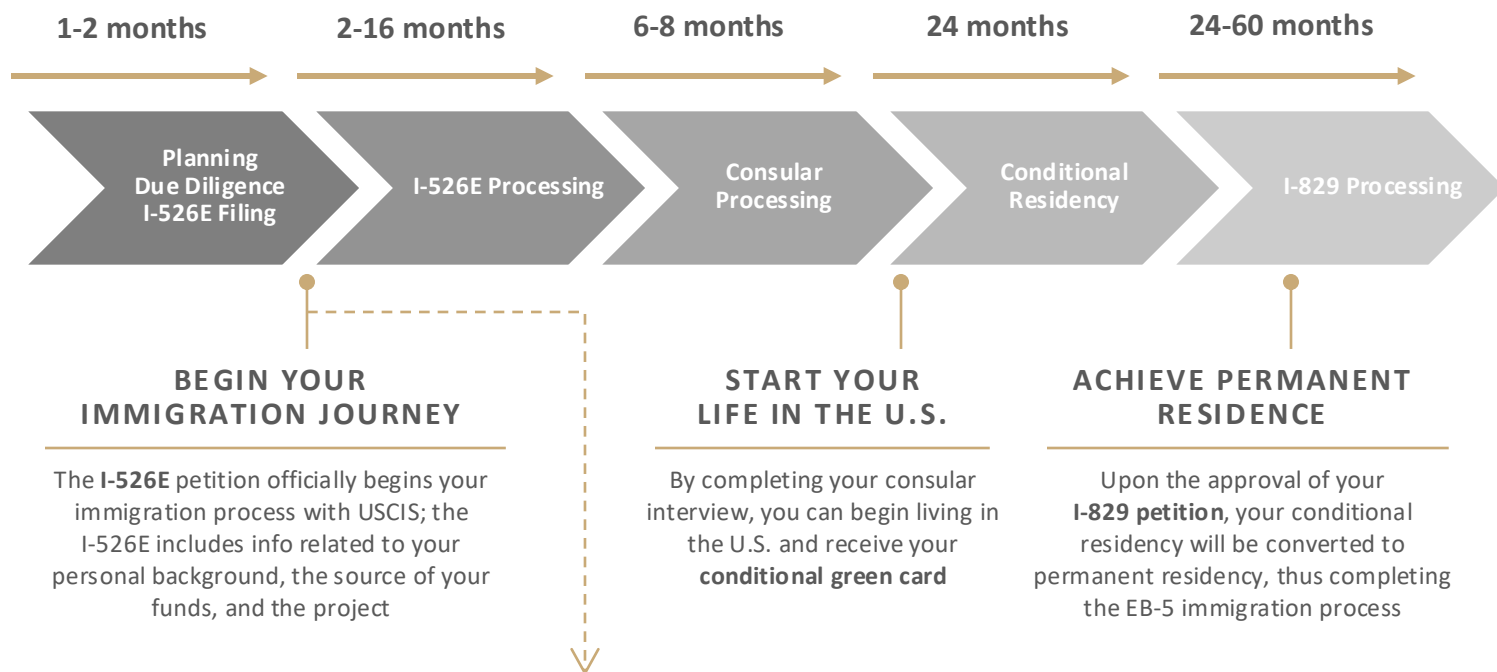 1-2 months
2-16 months
6-8 months
24 months
24-60 months
Planning
Due Diligence
I-526E Filing
I-526E Processing
Consular
Processing
Conditional
Residency
I-829 Processing
BEGIN YOUR
IMMIGRATION JOURNEY
The I-526E petition officially begins your
immigration process with USCIS; the
I-526E includes info related to your
personal background, the source of your
funds, and the project
START YOUR
LIFE IN THE U.S.
By completing your consular
interview, you can begin living in
the U.S. and receive your
conditional green card
ACHIEVE PERMANENT
RESIDENCE
Upon the approval of your
I-829 petition, your conditional
residency will be converted to
permanent residency, thus completing
the EB-5 immigration process